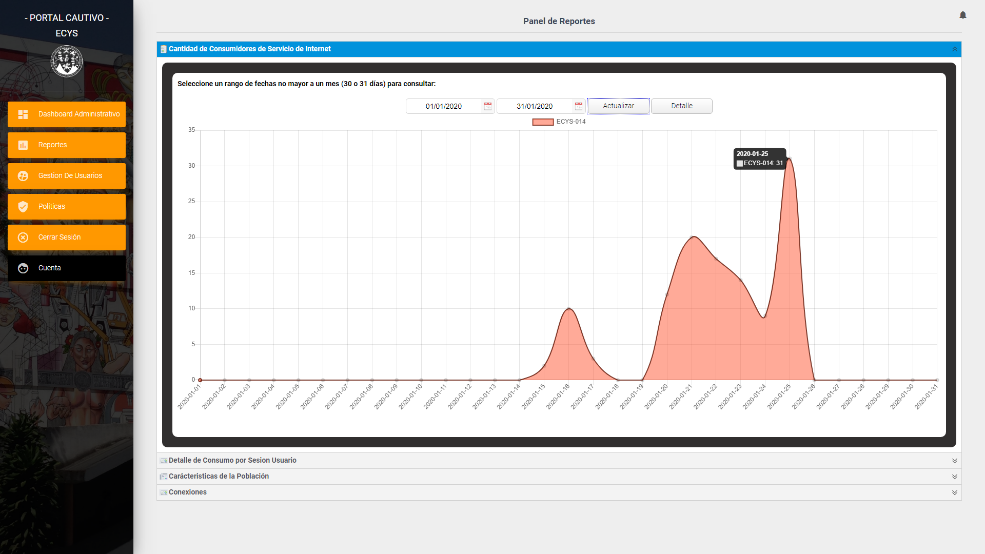 - PORTAL CAUTIVO -
ECYS
Dashboard Administrativo
Reportes
Gestion De Usuarios
Políticas
Cerrar Sesión
Cuenta
Panel de Reportes
Cantidad de Consumidores de Servicio de Internet
Seleccione un rango de fechas no mayor a un mes (30 o 31 días) para consultar:
01/01/2020 31/01/2020 Actualizar Detalle
ECYS-014
35
30
25
20
15
10
5
0
2020-01-25
ECYS-014: 31
2020-01-01 2020-01-02 2020-01-03 2020-01-04 2020-01-05 2020-01-06 2020-01-07 2020-01-08 2020-01-09 2020-01-10 2020-01-11 2020-01-12 2020-01-13 2020-01-14 2020-01-15 2020-01-16 2020-01-17 2020-01-18 2020-01-19 2020-01-20 2020-01-21 2020-01-22 2020-01-23 2020-01-24 2020-01-25 2020-01-26 2020-01-27 2020-01-28 2020-01-29 2020-01-30 2020-01-31
Detalle de Consumo por Sesion Usuario
Carácteristicas de la Población
Conexiones